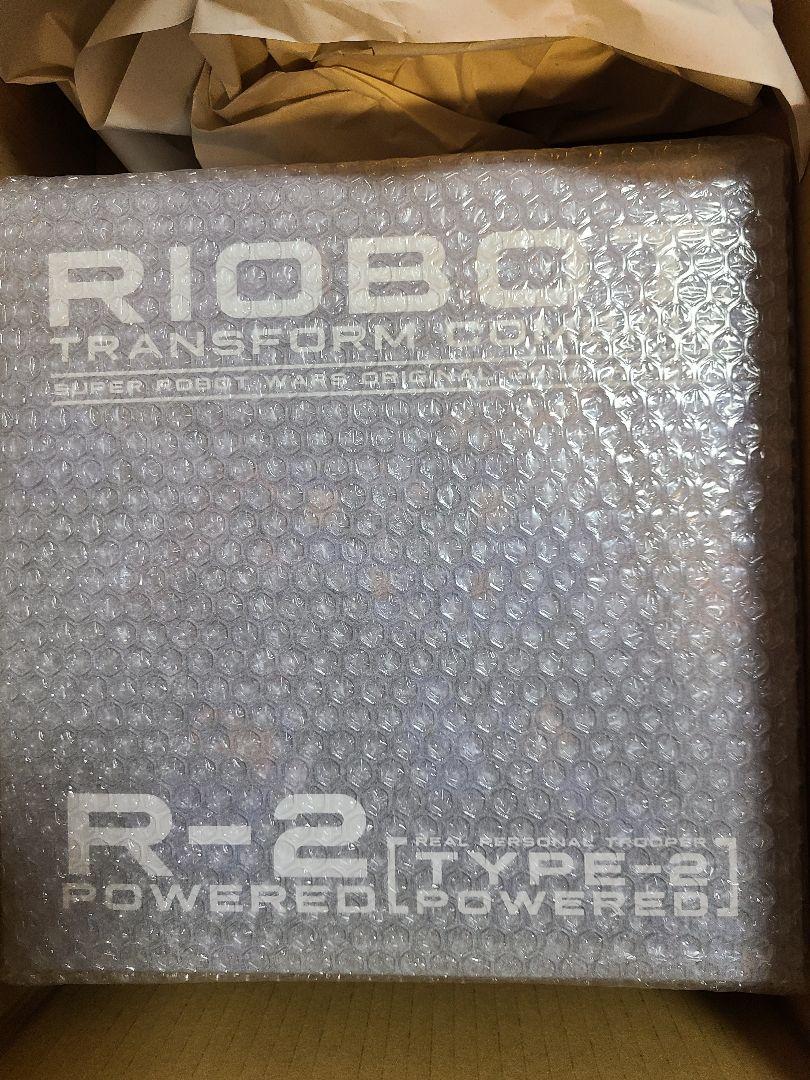 RIOBOT
TRANSFORM
SUPER ROBOT WARS ORIGINAL
R-2
POWERED
[REAL PERSONAL TROOPER
TYPE-2
POWERED]